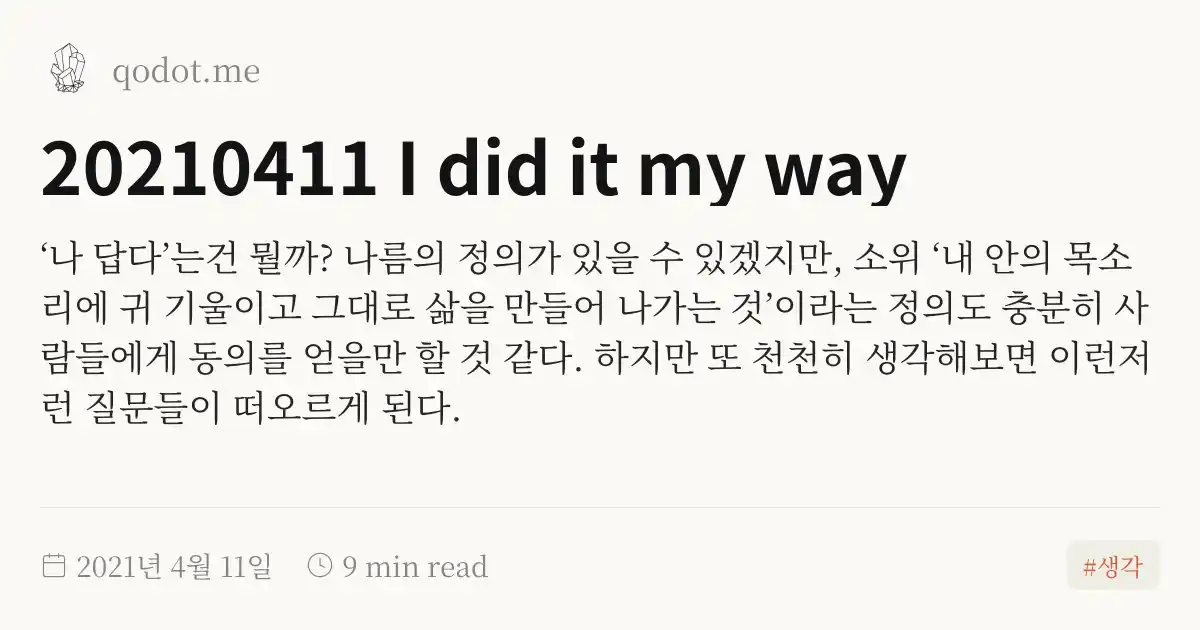 qodot.me
20210411 I did it my way
‘나 답다’는건 뭘까? 나름의 정의가 있을 수 있겠지만, 소위 ‘내 안의 목소
리에 귀 기울이고 그대로 삶을 만들어 나가는 것’이라는 정의도 충분히 사
람들에게 동의를 얻을만 할 것 같다. 하지만 또 천천히 생각해보면 이런저
런 질문들이 떠오르게 된다.
2021년 4월 11일 9 min read
#생각